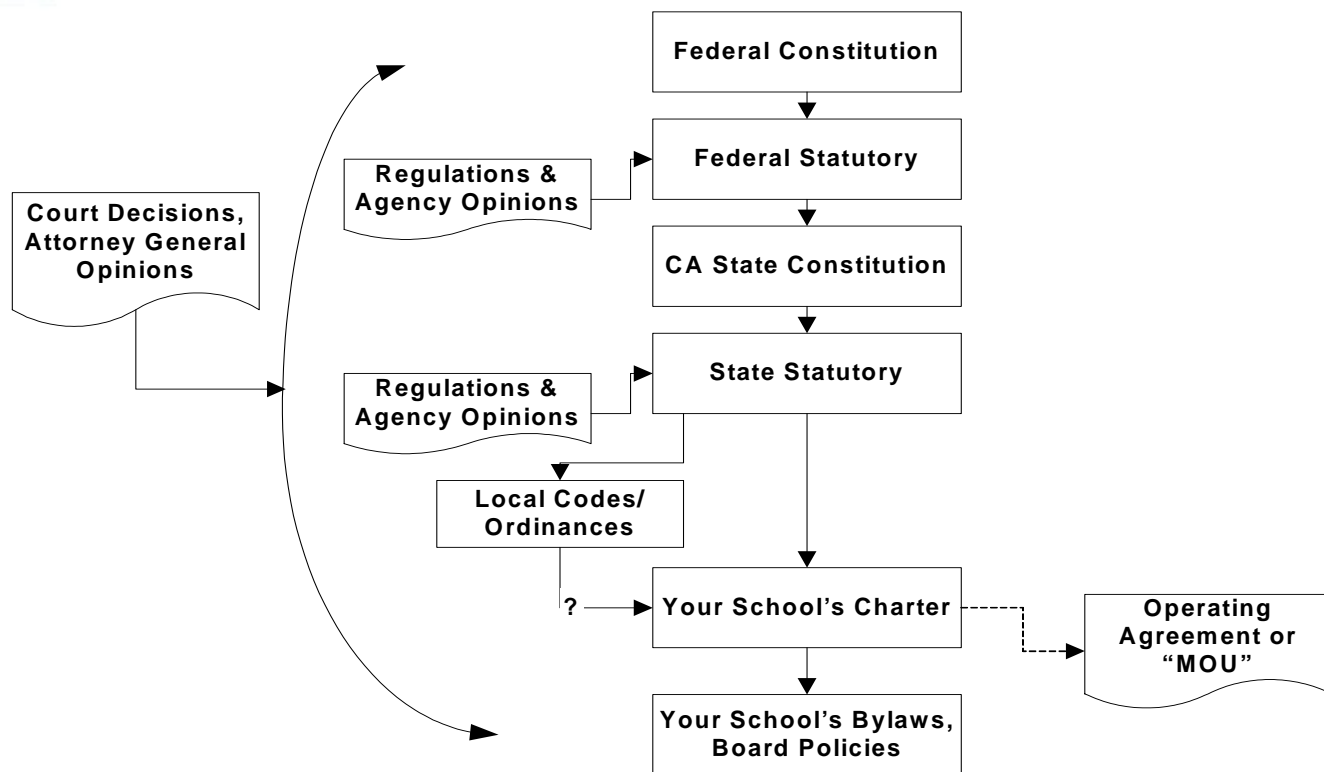 Federal Constitution
Federal Statutory
Regulations &
Agency Opinions
Court Decisions,
Attorney General
Opinions
CA State Constitution
State Statutory
Regulations &
Agency Opinions
Local Codes/
Ordinances
?
Your School’s Charter
Operating
Agreement or
“MOU”
Your School’s Bylaws,
Board Policies